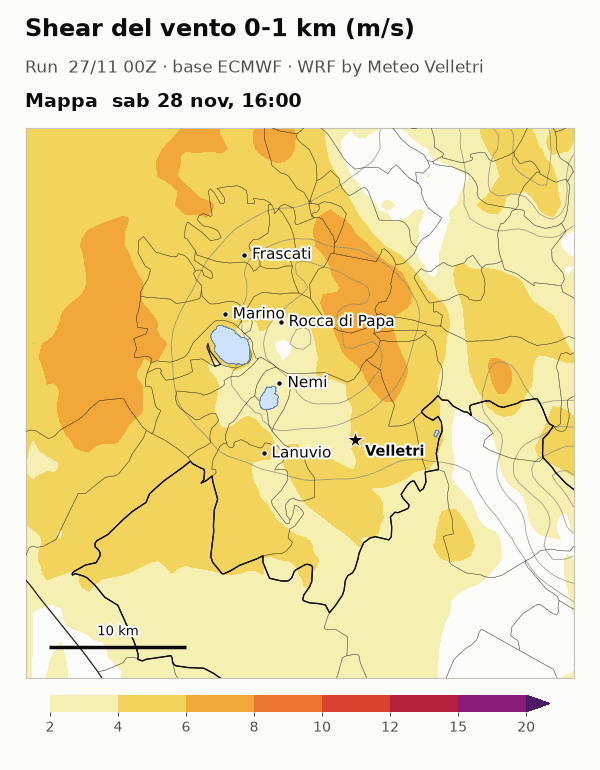 Shear del vento 0-1 km (m/s)
Run  27/11 00Z · base ECMWF · WRF by Meteo Velletri
Mappa  sab 28 nov, 16:00
Frascati
Marino
Rocca di Papa
Nemi
Velletri
Lanuvio
10 km
2 4 6 8 10 12 15 20